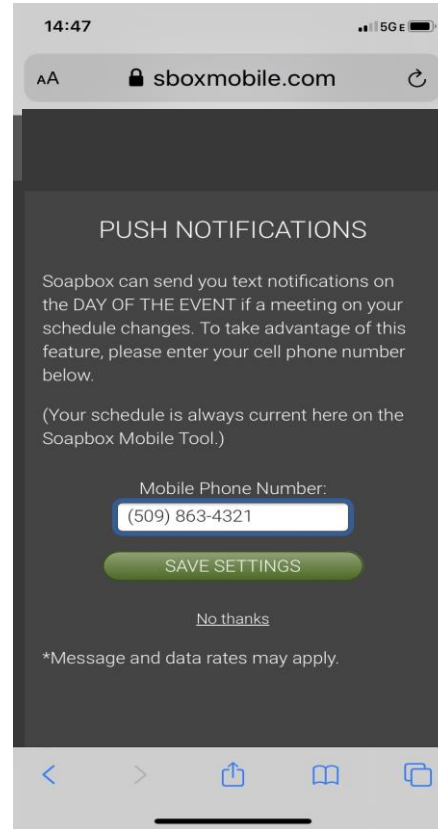 14:47
5G E
AA sboxmobile.com
PUSH NOTIFICATIONS
Soapbox can send you text notifications on
the DAY OF THE EVENT if a meeting on your
schedule changes. To take advantage of this
feature, please enter your cell phone number
below.
(Your schedule is always current here on the
Soapbox Mobile Tool.)
Mobile Phone Number:
(509) 863-4321
SAVE SETTINGS
No thanks
*Message and data rates may apply.